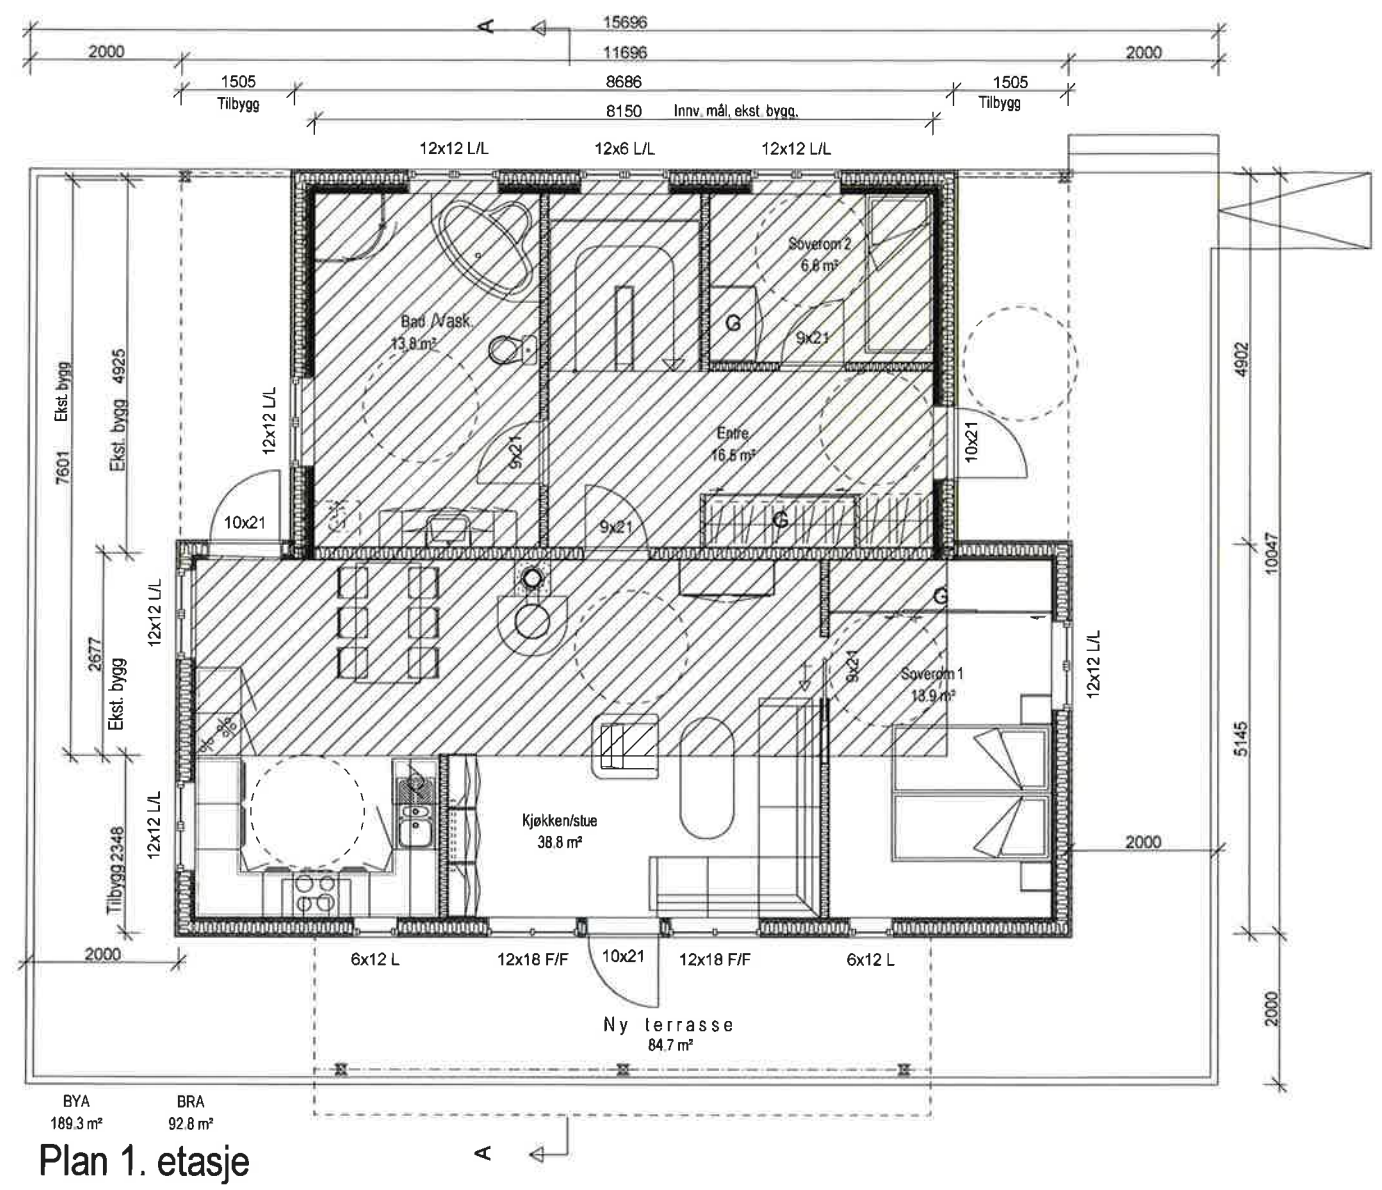 A
15696
2000
11696
2000
1505
8686
1505
Tilbygg
Tilbygg
8150
Innv. mål, ekst. bygg.
12x12 L/L
12x6 L/L
12x12 L/L
Soverom 2
6.8 m²
Bad /Vask.
13.8 m²
G
9x21
7601
Ekst. bygg
Ekst. bygg 4925
12x12 L/L
9x21
Entre
16.5 m²
10x21
4902
10x21
9x21
G
10047
12x12 L/L
2677
Ekst. bygg
G
9x21
Soverom 1
13.9 m²
12x12 L/L
5145
12x12 L/L
Tilbygg 2348
Kjøkken/stue
38.8 m²
2000
2000
6x12 L
12x18 F/F
10x21
12x18 F/F
6x12 L
2000
Ny terrasse
84.7 m²
BYA
BRA
189.3 m²
92.8 m²
A
Plan 1. etasje